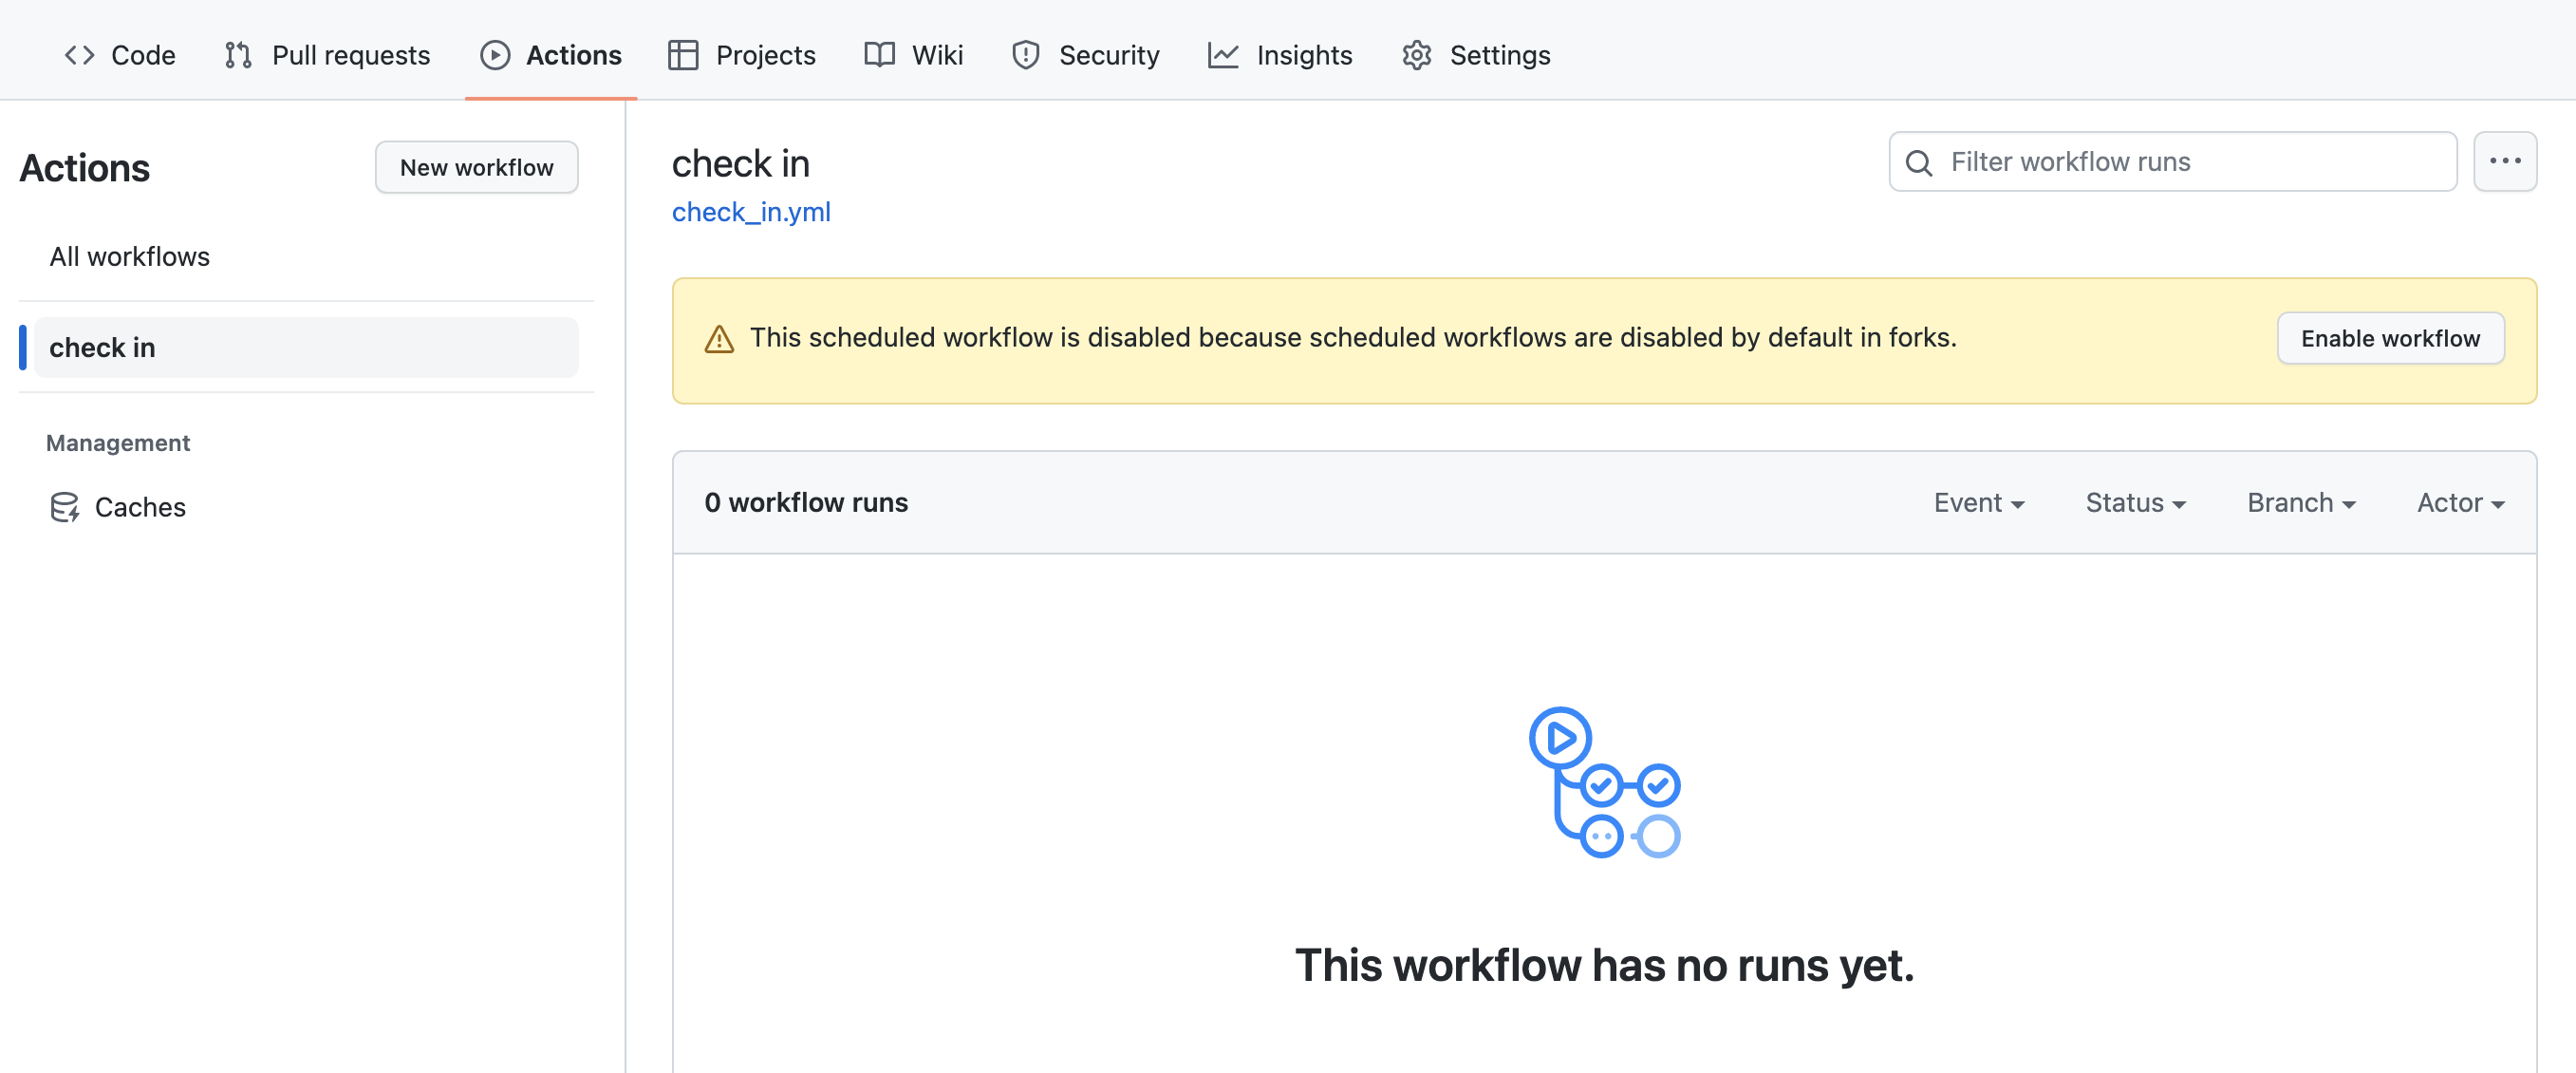 Code Pull requests Actions Projects Wiki Security Insights Settings
Actions
New workflow
All workflows
check in
Management
Caches
check in
check_in.yml
Filter workflow runs
This scheduled workflow is disabled because scheduled workflows are disabled by default in forks.
Enable workflow
0 workflow runs
Event Status Branch Actor
This workflow has no runs yet.